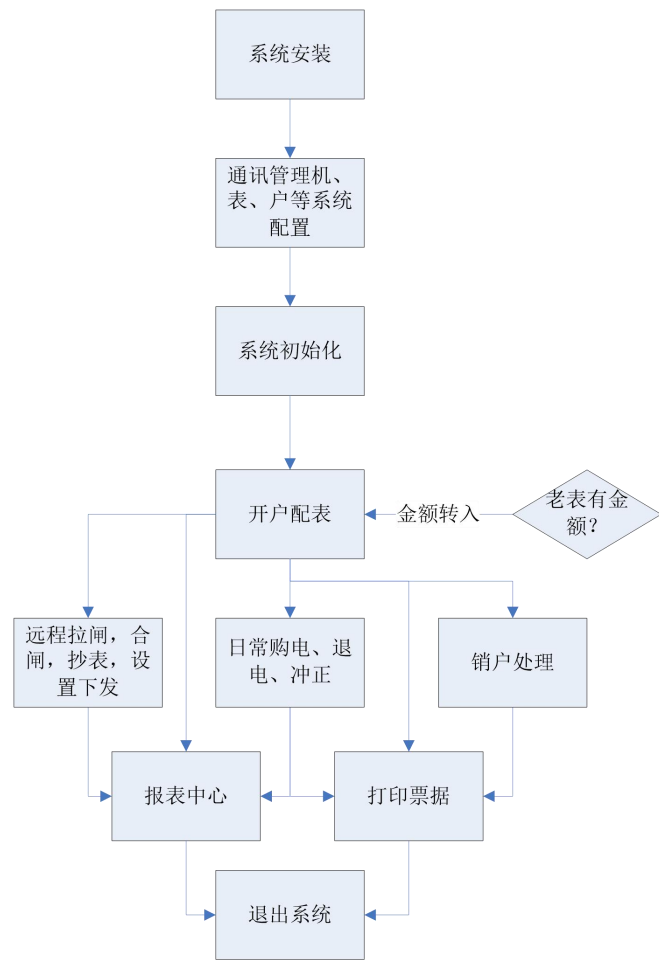 系统安装
通讯管理机、
表、户等系统
配置
系统初始化
开户配表
金额转入
老表有金
额？
远程拉闸，合
闸，抄表，设
置下发
日常购电、退
电、冲正
销户处理
报表中心
打印票据
退出系统